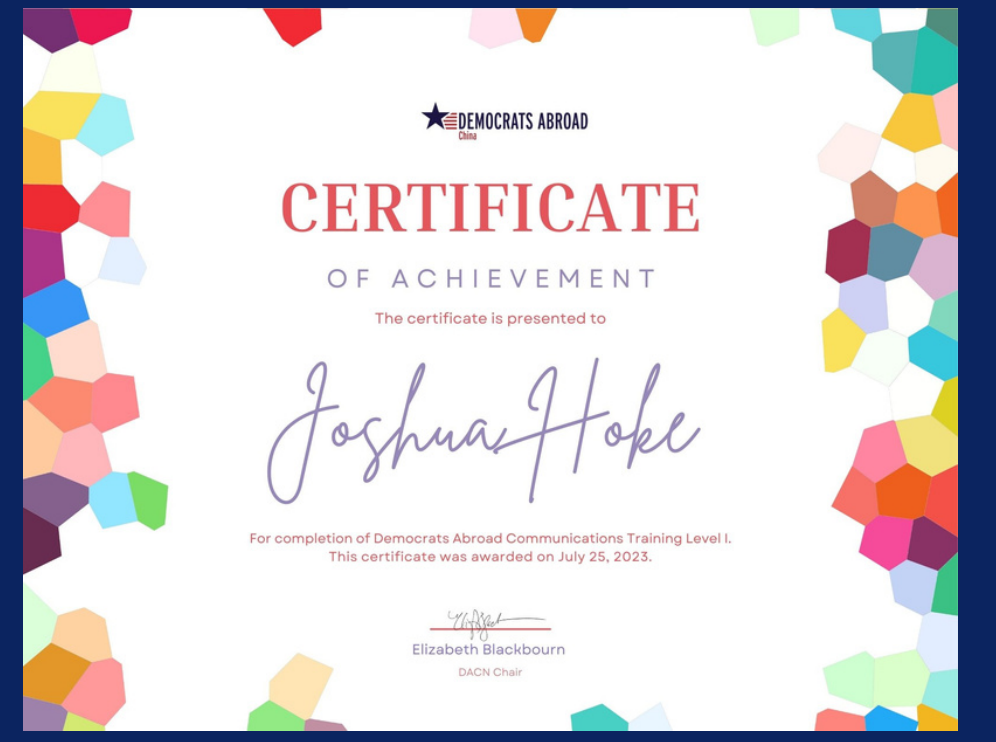 DEMOCRATS ABROAD
China
CERTIFICATE
OF ACHIEVEMENT
The certificate is presented to
Joshua Hoke
For completion of Democrats Abroad Communications Training Level I.
This certificate was awarded on July 25, 2023.
Elizabeth Blackbourn
DACN Chair